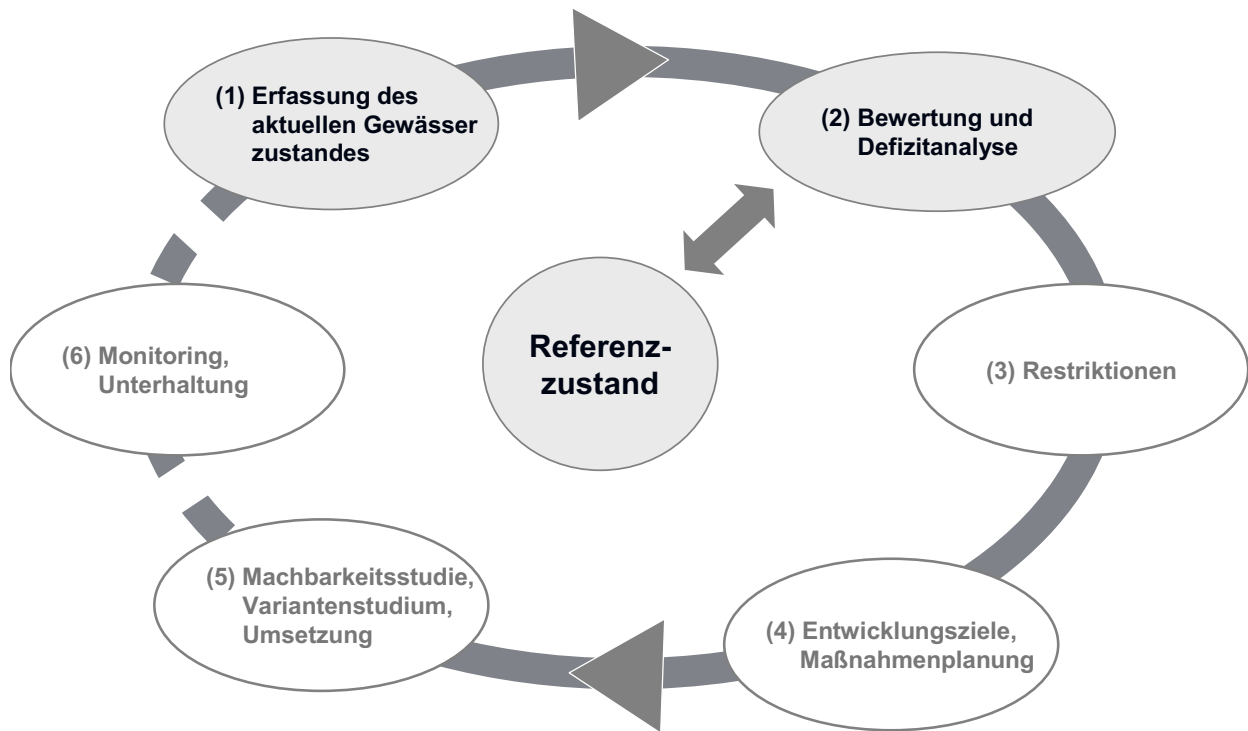 (1) Erfassung des
aktuellen Gewässer
zustandes
(2) Bewertung und
Defizitanalyse
Referenz-
zustand
(3) Restriktionen
(4) Entwicklungsziele,
Maßnahmenplanung
(5) Machbarkeitsstudie,
Variantenstudium,
Umsetzung
(6) Monitoring,
Unterhaltung